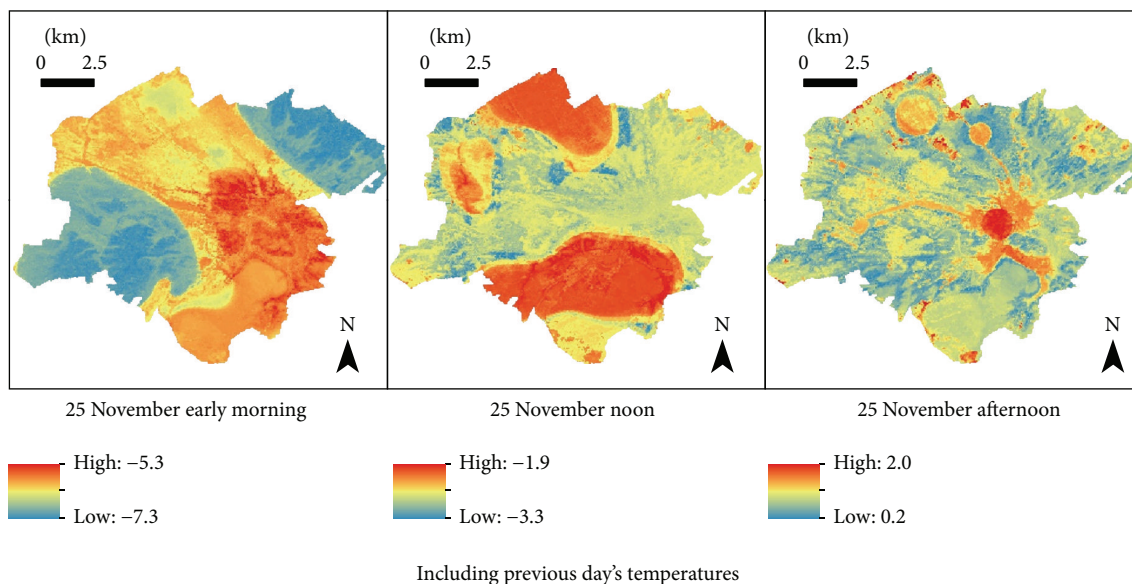 (km)
0 2.5
N
(km)
0 2.5
N
(km)
0 2.5
N
25 November early morning
25 November noon
25 November afternoon
High: −5.3
Low: −7.3
High: −1.9
Low: −3.3
High: 2.0
Low: 0.2
Including previous day's temperatures